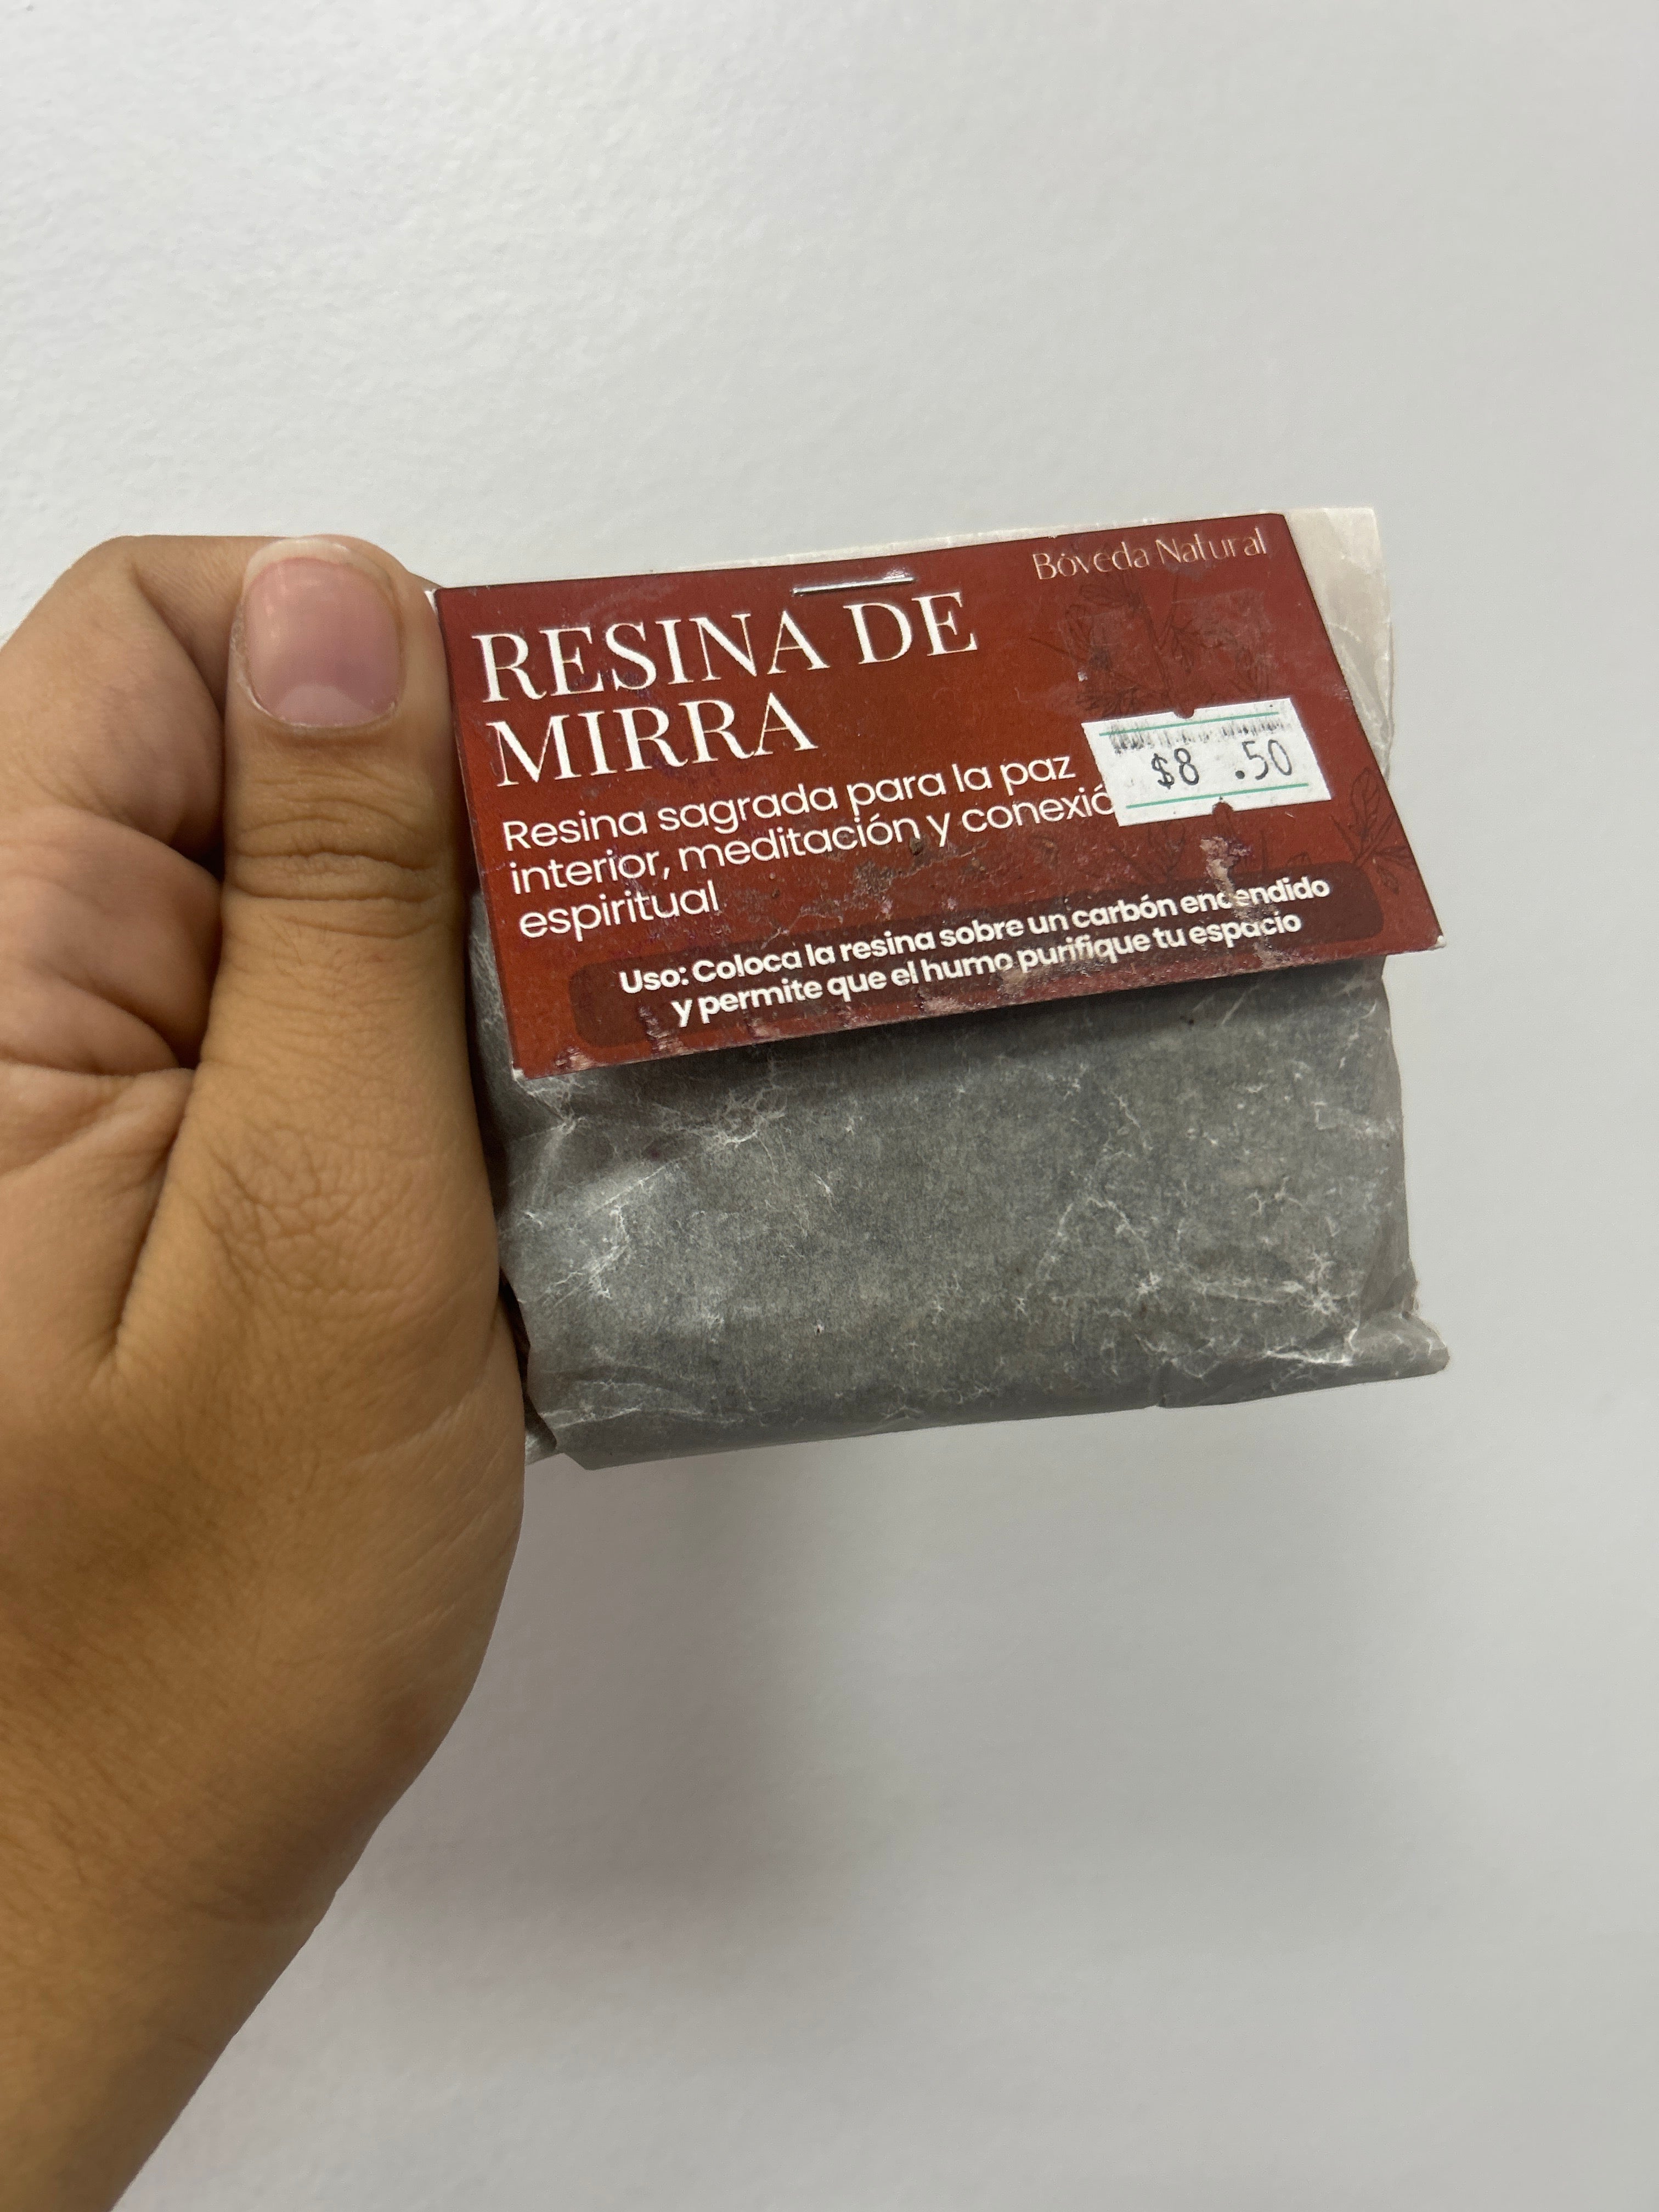 Bóveda Natural
RESINA DE
MIRRA
$8 .50
Resina sagrada para la paz
interior, meditación y conexió
espiritual
Uso: Coloca la resina sobre un carbón encendido
y permite que el humo purifique tu espacio